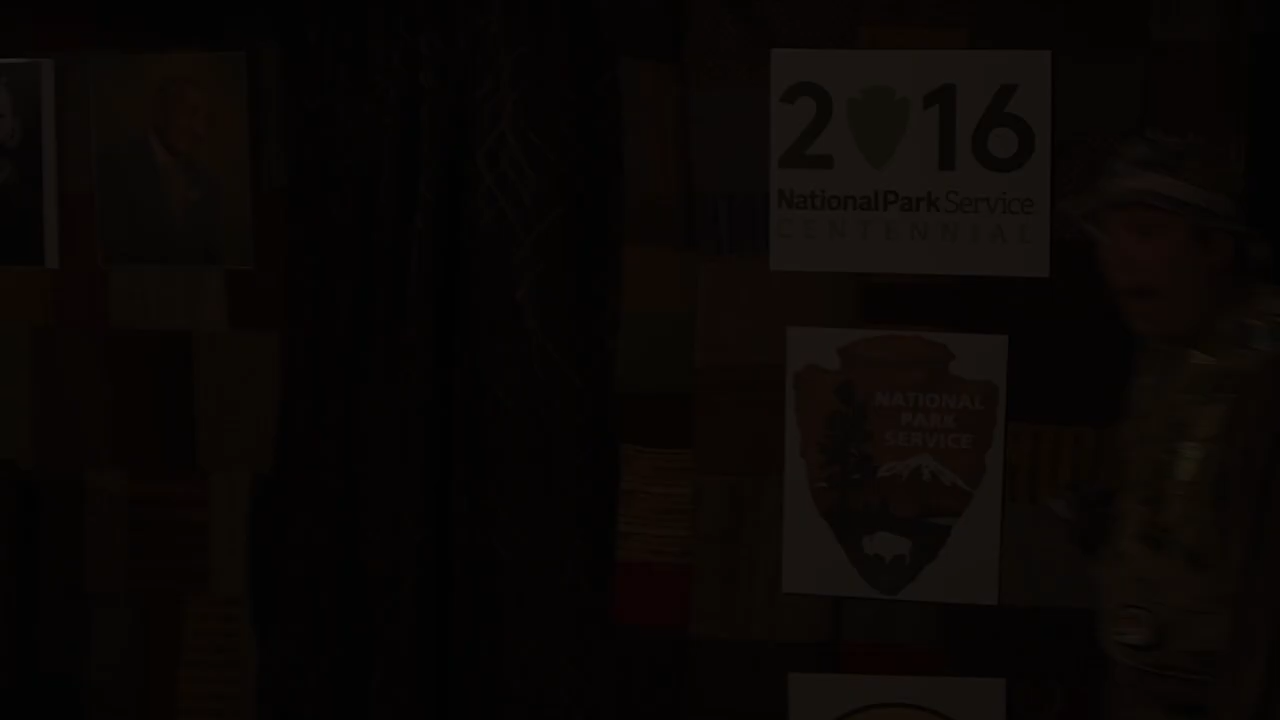 2016
National Park Service
CENTENNIAL
NATIONAL
PARK
SERVICE